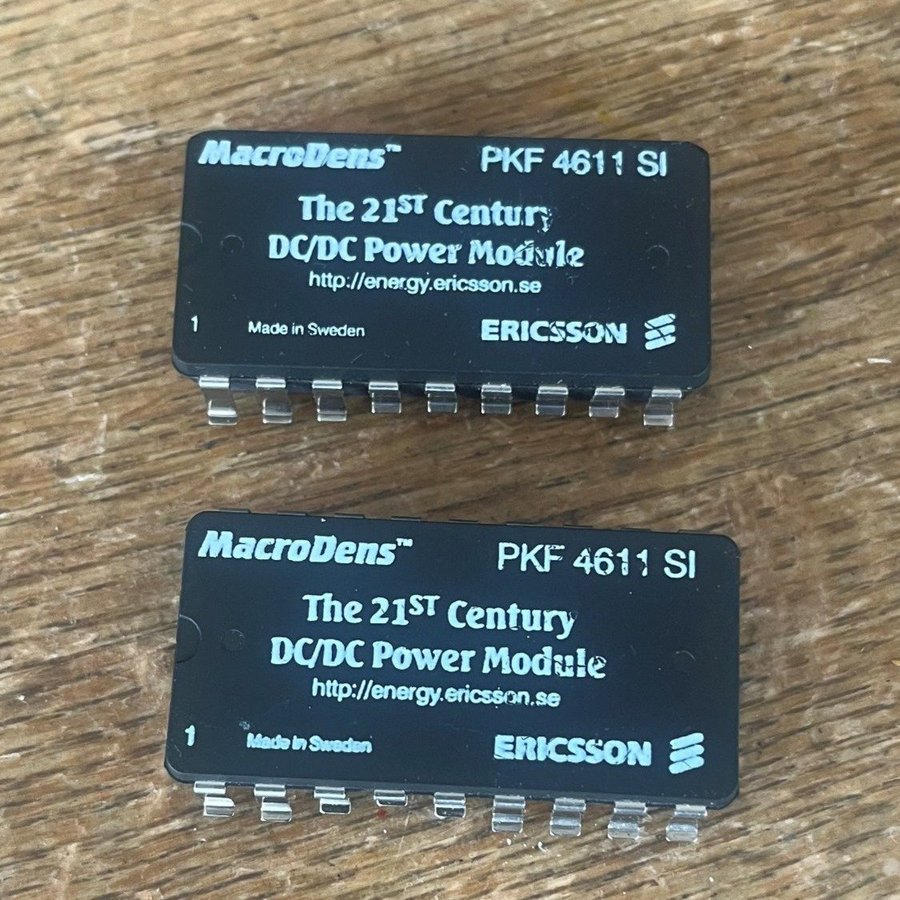 MacroDens™ PKF 4611 SI
The 21ST Century
DC/DC Power Module
http://energy.ericsson.se
1 Made in Sweden ERICSSON
MacroDens™ PKF 4611 SI
The 21ST Century
DC/DC Power Module
http://energy.ericsson.se
1 Made in Sweden ERICSSON